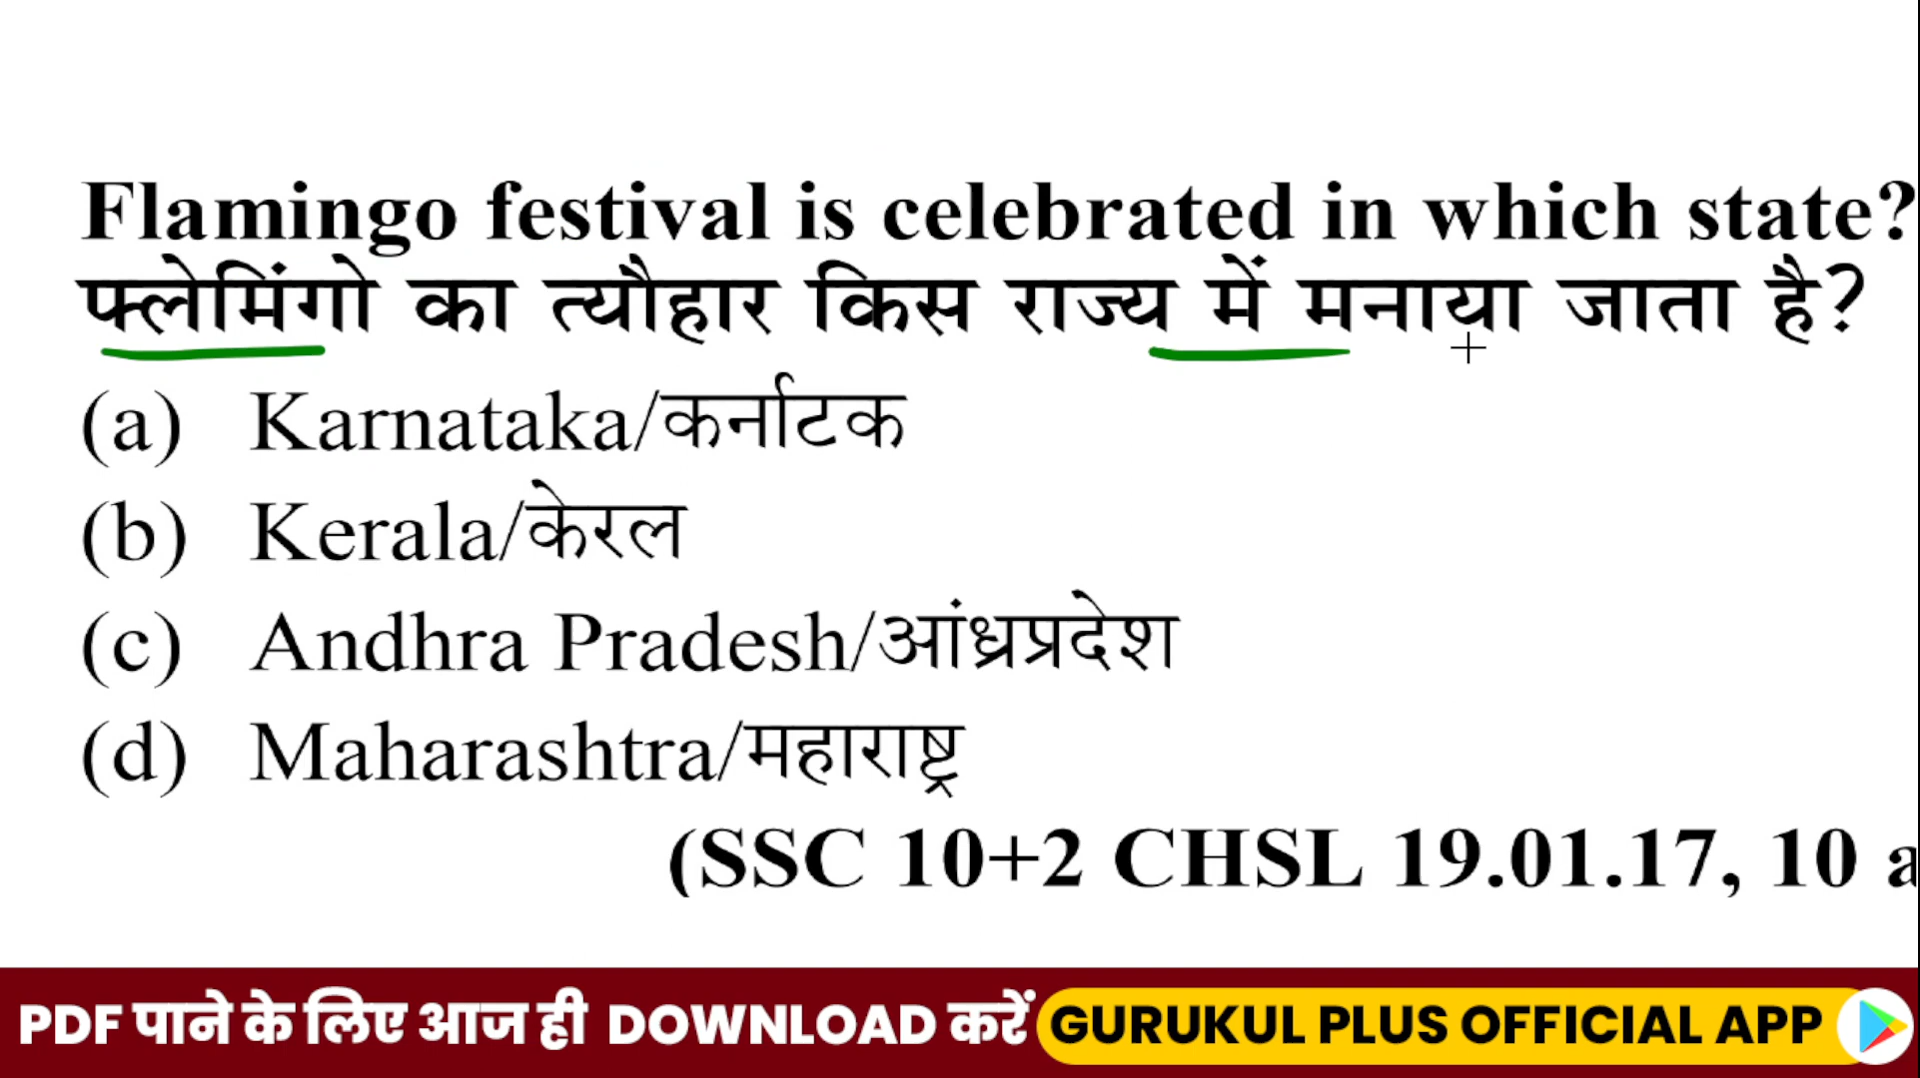 Flamingo festival is celebrated in which state?
फ्लेमिंगो का त्यौहार किस राज्य में मनाया जाता है?
(a) Karnataka/कर्नाटक
(b) Kerala/केरल
(c) Andhra Pradesh/आंध्रप्रदेश
(d) Maharashtra/महाराष्ट्र
(SSC 10+2 CHSL 19.01.17, 10 a
PDF पाने के लिए आज ही DOWNLOAD करें GURUKUL PLUS OFFICIAL APP